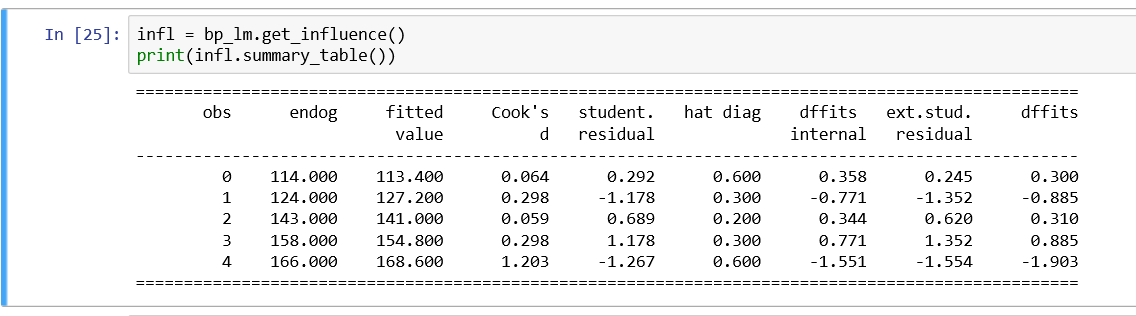 In [25]: infl = bp_lm.get_influence()
print(infl.summary_table())
==================================================================================================
obs endog fitted Cook's student. hat diag dffits ext.stud. dffits
value d residual internal residual
--------------------------------------------------------------------------------------------------
0 114.000 113.400 0.064 0.292 0.600 0.358 0.245 0.300
1 124.000 127.200 0.298 -1.178 0.300 -0.771 -1.352 -0.885
2 143.000 141.000 0.059 0.689 0.200 0.344 0.620 0.310
3 158.000 154.800 0.298 1.178 0.300 0.771 1.352 0.885
4 166.000 168.600 1.203 -1.267 0.600 -1.551 -1.554 -1.903
==================================================================================================